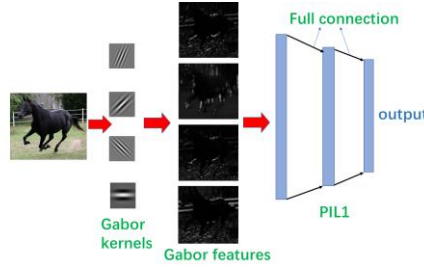 Full connection
output
PIL1
Gabor
kernels
Gabor features